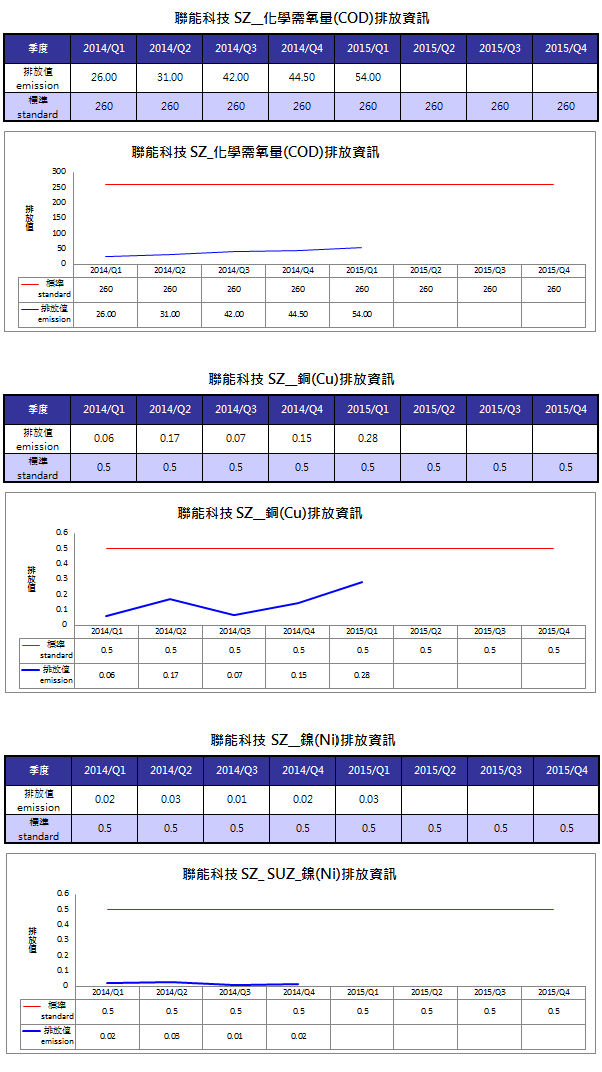 聯能科技 SZ__化學需氧量(COD)排放資訊
季度 2014/Q1 2014/Q2 2014/Q3 2014/Q4 2015/Q1 2015/Q2 2015/Q3 2015/Q4
排放值
emission 26.00 31.00 42.00 44.50 54.00
標準
standard 260 260 260 260 260 260 260 260
聯能科技 SZ_化學需氧量(COD)排放資訊
300
250
200
150
100
50
0
排放值
2014/Q1 2014/Q2 2014/Q3 2014/Q4 2015/Q1 2015/Q2 2015/Q3 2015/Q4
標準
standard 260 260 260 260 260 260 260 260
排放值
emission 26.00 31.00 42.00 44.50 54.00
聯能科技 SZ__銅(Cu)排放資訊
季度 2014/Q1 2014/Q2 2014/Q3 2014/Q4 2015/Q1 2015/Q2 2015/Q3 2015/Q4
排放值
emission 0.06 0.17 0.07 0.15 0.28
標準
standard 0.5 0.5 0.5 0.5 0.5 0.5 0.5 0.5
聯能科技 SZ__銅(Cu)排放資訊
0.6
0.5
0.4
0.3
0.2
0.1
0
排放值
2014/Q1 2014/Q2 2014/Q3 2014/Q4 2015/Q1 2015/Q2 2015/Q3 2015/Q4
標準
standard 0.5 0.5 0.5 0.5 0.5 0.5 0.5 0.5
排放值
emission 0.06 0.17 0.07 0.15 0.28
聯能科技 SZ__鎳(Ni)排放資訊
季度 2014/Q1 2014/Q2 2014/Q3 2014/Q4 2015/Q1 2015/Q2 2015/Q3 2015/Q4
排放值
emission 0.02 0.03 0.01 0.02 0.03
標準
standard 0.5 0.5 0.5 0.5 0.5 0.5 0.5 0.5
聯能科技 SZ_ SUZ_鎳(Ni)排放資訊
0.6
0.5
0.4
0.3
0.2
0.1
0
排放值
2014/Q1 2014/Q2 2014/Q3 2014/Q4 2015/Q1 2015/Q2 2015/Q3 2015/Q4
標準
standard 0.5 0.5 0.5 0.5 0.5 0.5 0.5 0.5
排放值
emission 0.02 0.03 0.01 0.02